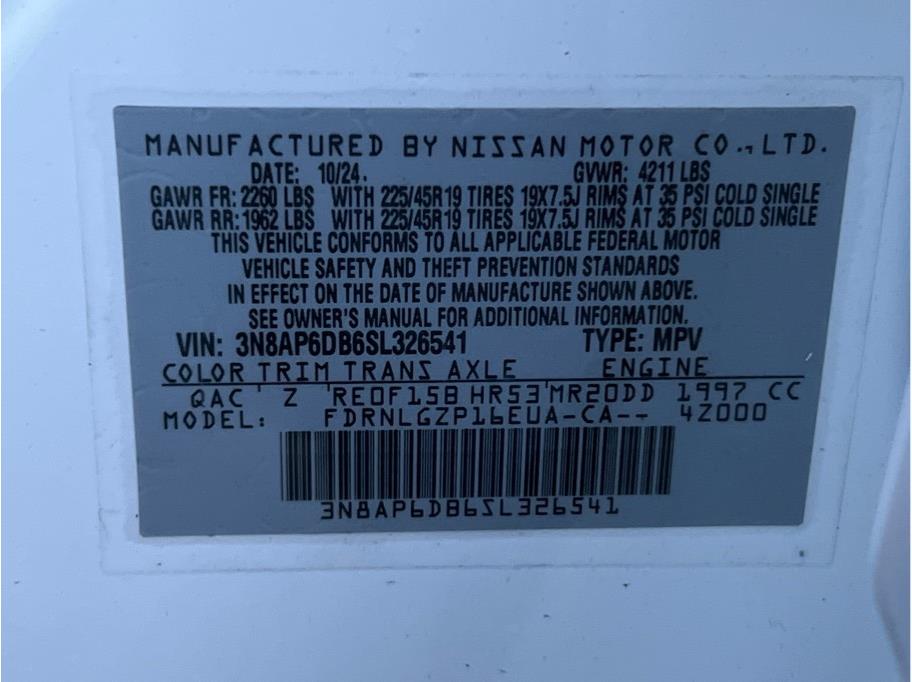 MANUFACTURED BY NISSAN MOTOR CO., LTD.
DATE: 10/24. GVWR: 4211 LBS
GAWR FR: 2260 LBS WITH 225/45R19 TIRES 19X7.5J RIMS AT 35 PSI COLD SINGLE
GAWR RR: 1962 LBS WITH 225/45R19 TIRES 19X7.5J RIMS AT 35 PSI COLD SINGLE
THIS VEHICLE CONFORMS TO ALL APPLICABLE FEDERAL MOTOR
VEHICLE SAFETY AND THEFT PREVENTION STANDARDS
IN EFFECT ON THE DATE OF MANUFACTURE SHOWN ABOVE.
SEE OWNER'S MANUAL FOR ADDITIONAL INFORMATION.
VIN: 3N8AP6DB6SL326541 TYPE: MPV
COLOR TRIM TRANS AXLE ENGINE
QAC Z RE0F15B HR53 MR20DD 1997 CC
MODEL: FDRNLGZP16EUA-CA-- 4Z000
3N8AP6DB6SL326541